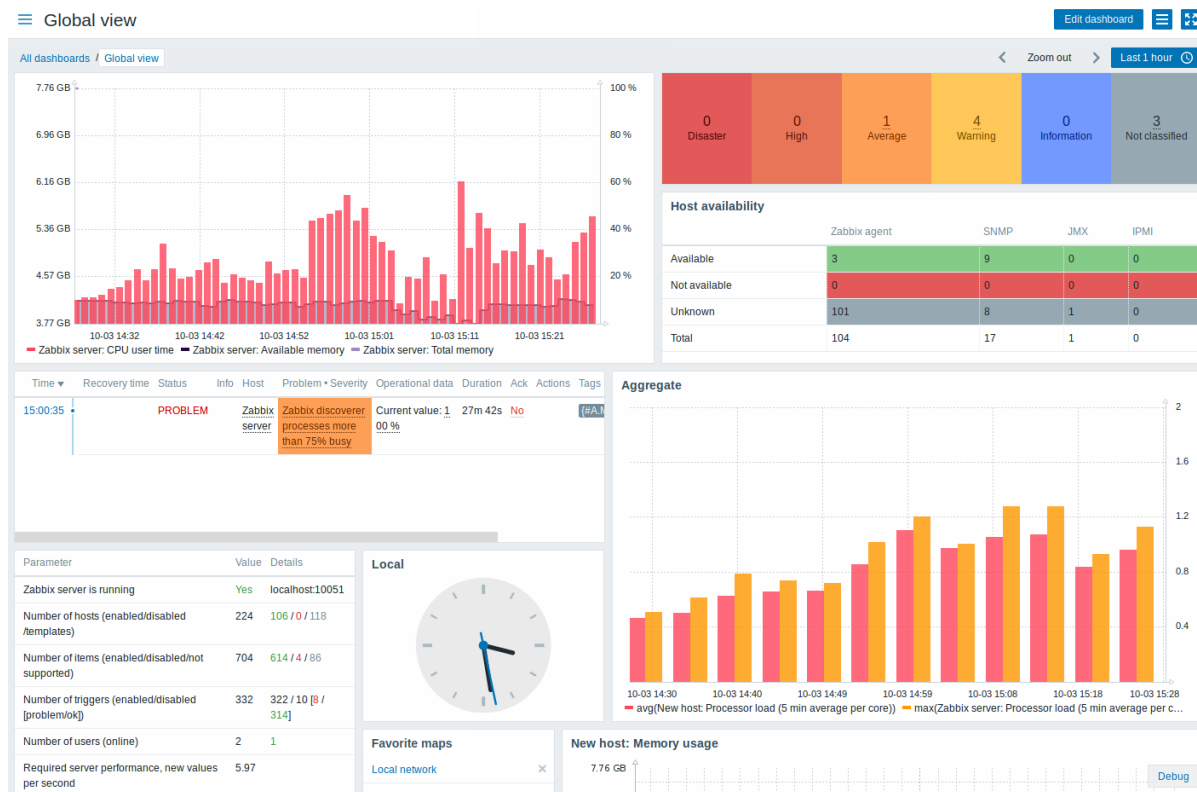 Global view
Edit dashboard
All dashboards / Global view
Zoom out
Last 1 hour
7.76 GB
6.96 GB
6.16 GB
5.36 GB
4.57 GB
3.77 GB
100 %
80 %
60 %
40 %
20 %
10-03 14:32 10-03 14:42 10-03 14:52 10-03 15:01 10-03 15:11 10-03 15:21
Zabbix server: CPU user time Zabbix server: Available memory Zabbix server: Total memory
0 0 1 4 0 3
Disaster High Average Warning Information Not classified
Host availability
Zabbix agent SNMP JMX IPMI
Available 3 9 0 0
Not available 0 0 0 0
Unknown 101 8 1 0
Total 104 17 1 0
Time Recovery time Status Info Host Problem • Severity Operational data Duration Ack Actions Tags
15:00:35 PROBLEM Zabbix Zabbix discoverer Current value: 1 27m 42s No
server processes more 00 %
than 75% busy
Aggregate
2
1.6
1.2
0.8
0.4
10-03 14:30 10-03 14:40 10-03 14:49 10-03 14:59 10-03 15:08 10-03 15:18 10-03 15:28
avg(New host: Processor load (5 min average per core)) max(Zabbix server: Processor load (5 min average per c...
Parameter Value Details
Zabbix server is running Yes localhost:10051
Number of hosts (enabled/disabled 224 106 / 0 / 118
/templates)
Number of items (enabled/disabled/not 704 614 / 4 / 86
supported)
Number of triggers (enabled/disabled 332 322 / 10 [8 /
[problem/ok]) 314]
Number of users (online) 2 1
Required server performance, new values 5.97
per second
Local
Favorite maps
Local network
New host: Memory usage
7.76 GB
Debug